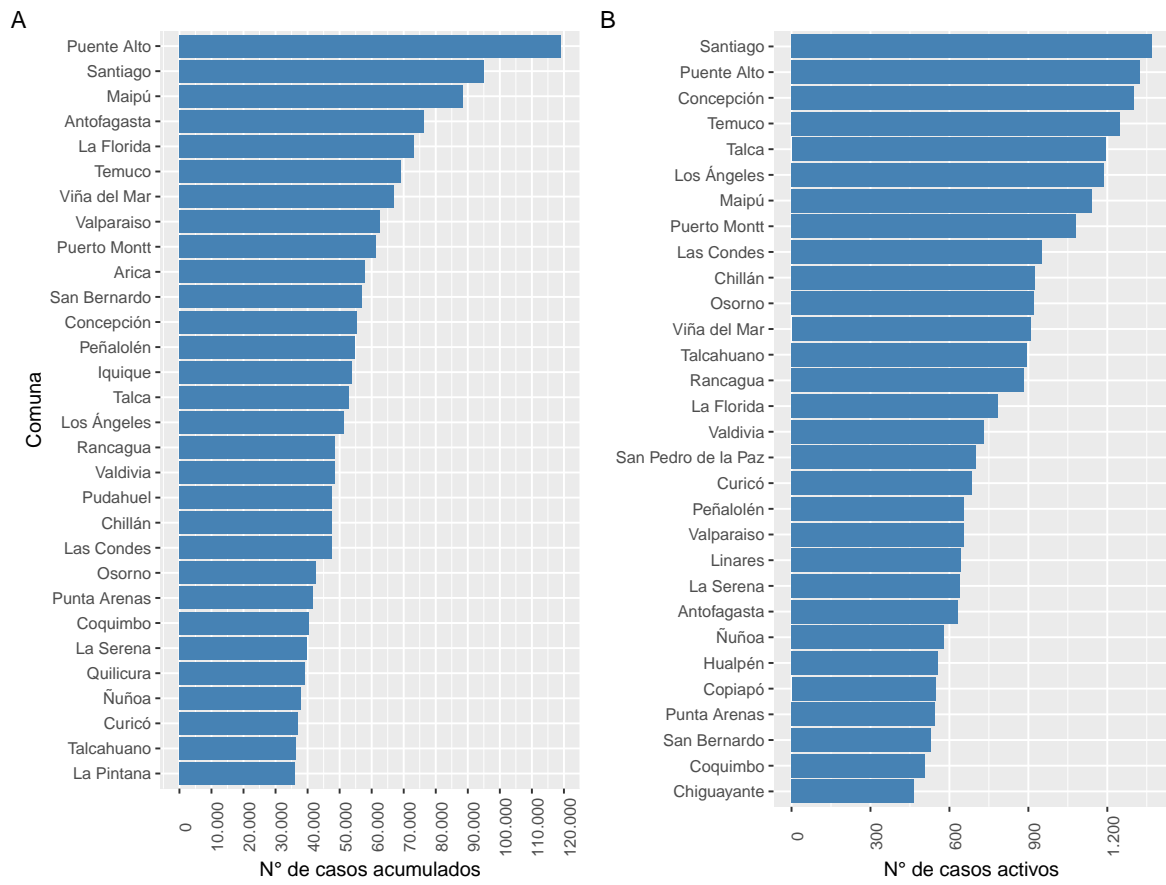 A
Comuna
Puente Alto
Santiago
Maipú
Antofagasta
La Florida
Temuco
Viña del Mar
Valparaiso
Puerto Montt
Arica
San Bernardo
Concepción
Peñalolén
Iquique
Talca
Los Ángeles
Rancagua
Valdivia
Pudahuel
Chillán
Las Condes
Osorno
Punta Arenas
Coquimbo
La Serena
Quilicura
Ñuñoa
Curicó
Talcahuano
La Pintana
0
10.000
20.000
30.000
40.000
50.000
60.000
70.000
80.000
90.000
100.000
110.000
120.000
N° de casos acumulados
B
Santiago
Puente Alto
Concepción
Temuco
Talca
Los Ángeles
Maipú
Puerto Montt
Las Condes
Chillán
Osorno
Viña del Mar
Talcahuano
Rancagua
La Florida
Valdivia
San Pedro de la Paz
Curicó
Peñalolén
Valparaiso
Linares
La Serena
Antofagasta
Ñuñoa
Hualpén
Copiapó
Punta Arenas
San Bernardo
Coquimbo
Chiguayante
0
300
600
900
1.200
N° de casos activos